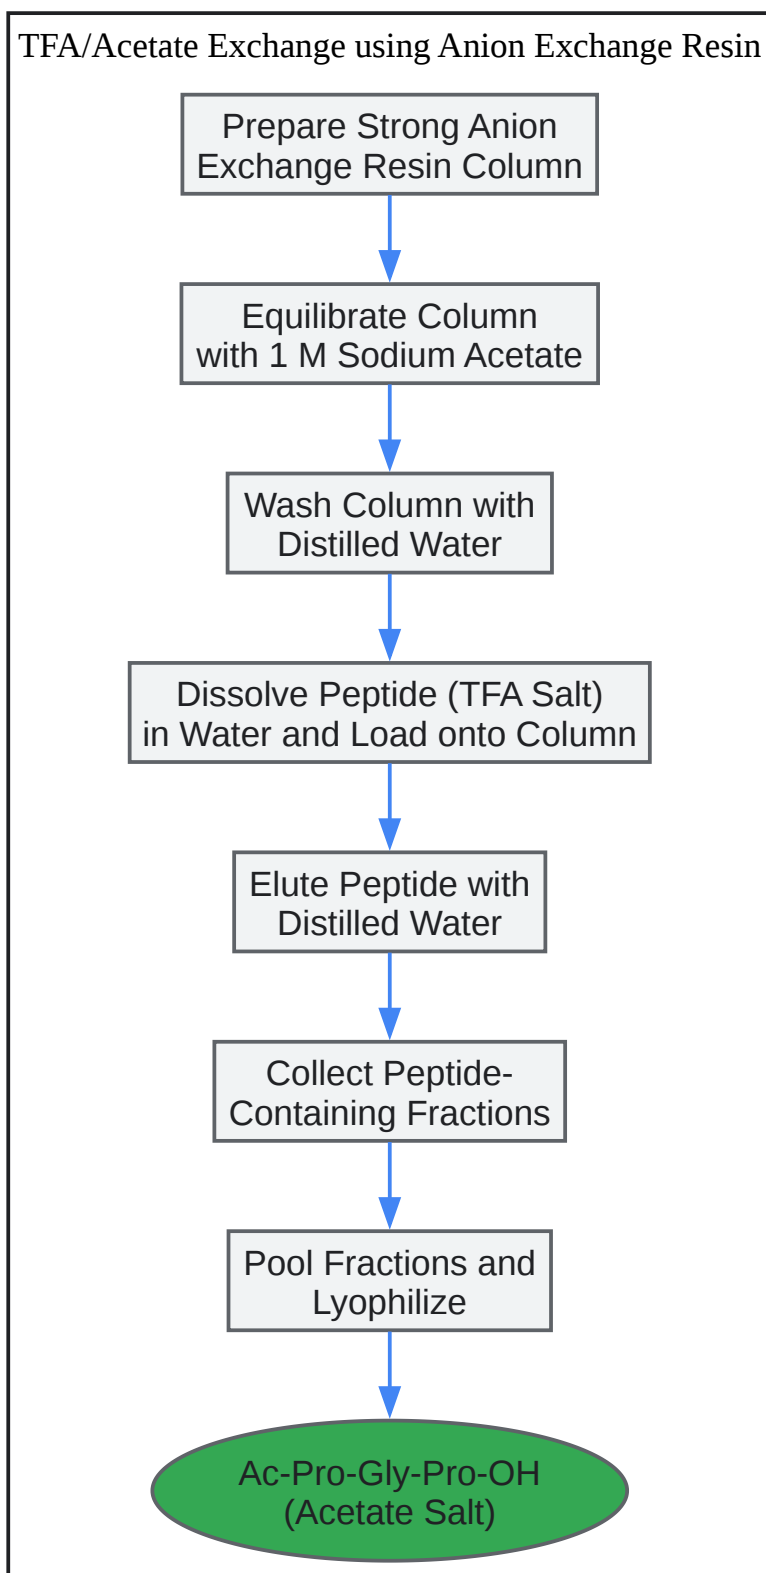 TFA/Acetate Exchange using Anion Exchange Resin
Prepare Strong Anion
Exchange Resin Column
Equilibrate Column
with 1 M Sodium Acetate
Wash Column with
Distilled Water
Dissolve Peptide (TFA Salt)
in Water and Load onto Column
Elute Peptide with
Distilled Water
Collect Peptide-
Containing Fractions
Pool Fractions and
Lyophilize
Ac-Pro-Gly-Pro-OH
(Acetate Salt)